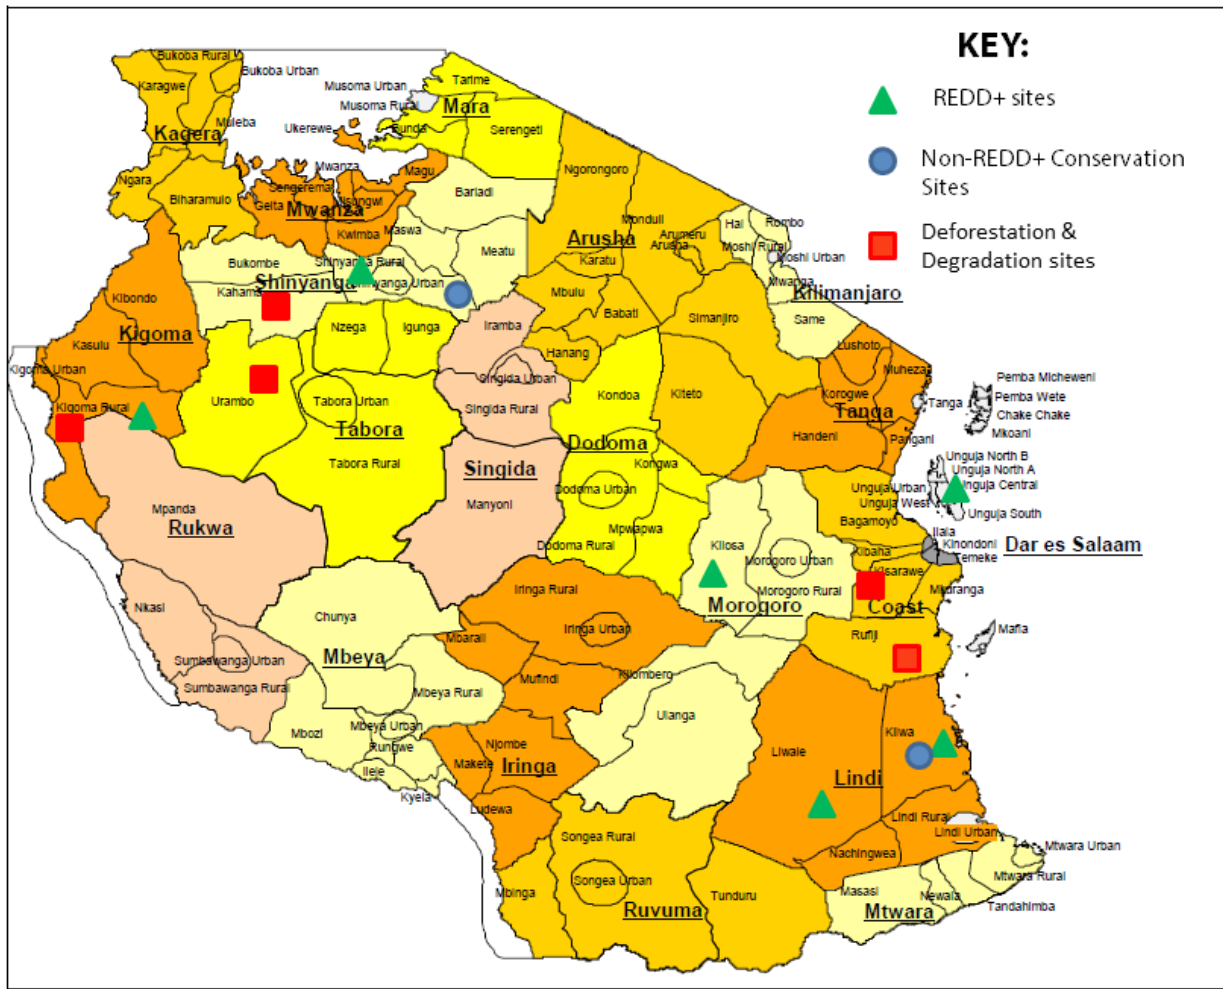 KEY:
REDD+ sites
Non-REDD+ Conservation
Sites
Deforestation &
Degradation sites
Bukoba Rural
Bukoba Urban
Karagwe
Muleba
Kagera
Ngara
Biharamulo
Musoma Urban
Musoma Rural
Tarime
Mara
Ukerewe
Bunda
Serengeti
Mwanza
Magu
Sengerema
Geita
Misungwi
Mwanza
Kwimba
Maswa
Bariadi
Meatu
Ngorongoro
Monduli
Arumeru
Arusha
Arusha
Karatu
Hai
Rombo
Moshi Rural
Moshi Urban
Mwanga
Kilimanjaro
Same
Bukombe
Shinyanga Rural
Shinyanga
Shinyanga Urban
Kahama
Kibondo
Kigoma
Kasulu
Kigoma Urban
Kigoma Rural
Nzega
Igunga
Urambo
Tabora Urban
Tabora
Tabora Rural
Iramba
Singida Urban
Singida Rural
Singida
Manyoni
Mbulu
Babati
Hanang
Simanjiro
Kiteto
Kondoa
Dodoma
Kongwa
Dodoma Urban
Mpwapwa
Dodoma Rural
Lushoto
Muheza
Korogwe
Tanga
Tanga
Handeni
Pangani
Pemba Micheweni
Pemba Wete
Chake Chake
Mkoani
Unguja North B
Unguja North A
Unguja Urban
Unguja Central
Unguja
West
Unguja South
Bagamoyo
Ilala
Kinondoni
Temeke
Dar es Salaam
Kibaha
Kisarawe
Mkuranga
Coast
Rufiji
Mafia
Mpanda
Rukwa
Nkasi
Sumbawanga Urban
Sumbawanga Rural
Chunya
Mbeya
Mbarali
Mbeya Rural
Mbeya Urban
Mbozi
Rungwe
Ileje
Kyela
Iringa Rural
Iringa Urban
Mufindi
Njombe
Makete
Iringa
Ludewa
Kilosa
Morogoro Urban
Morogoro Rural
Morogoro
Kilombero
Ulanga
Kilwa
Liwale
Lindi
Lindi Rural
Lindi Urban
Nachingwea
Songea Rural
Songea Urban
Mbinga
Ruvuma
Tunduru
Masasi
Newala
Mtwara
Mtwara Urban
Mtwara Rural
Tandahimba